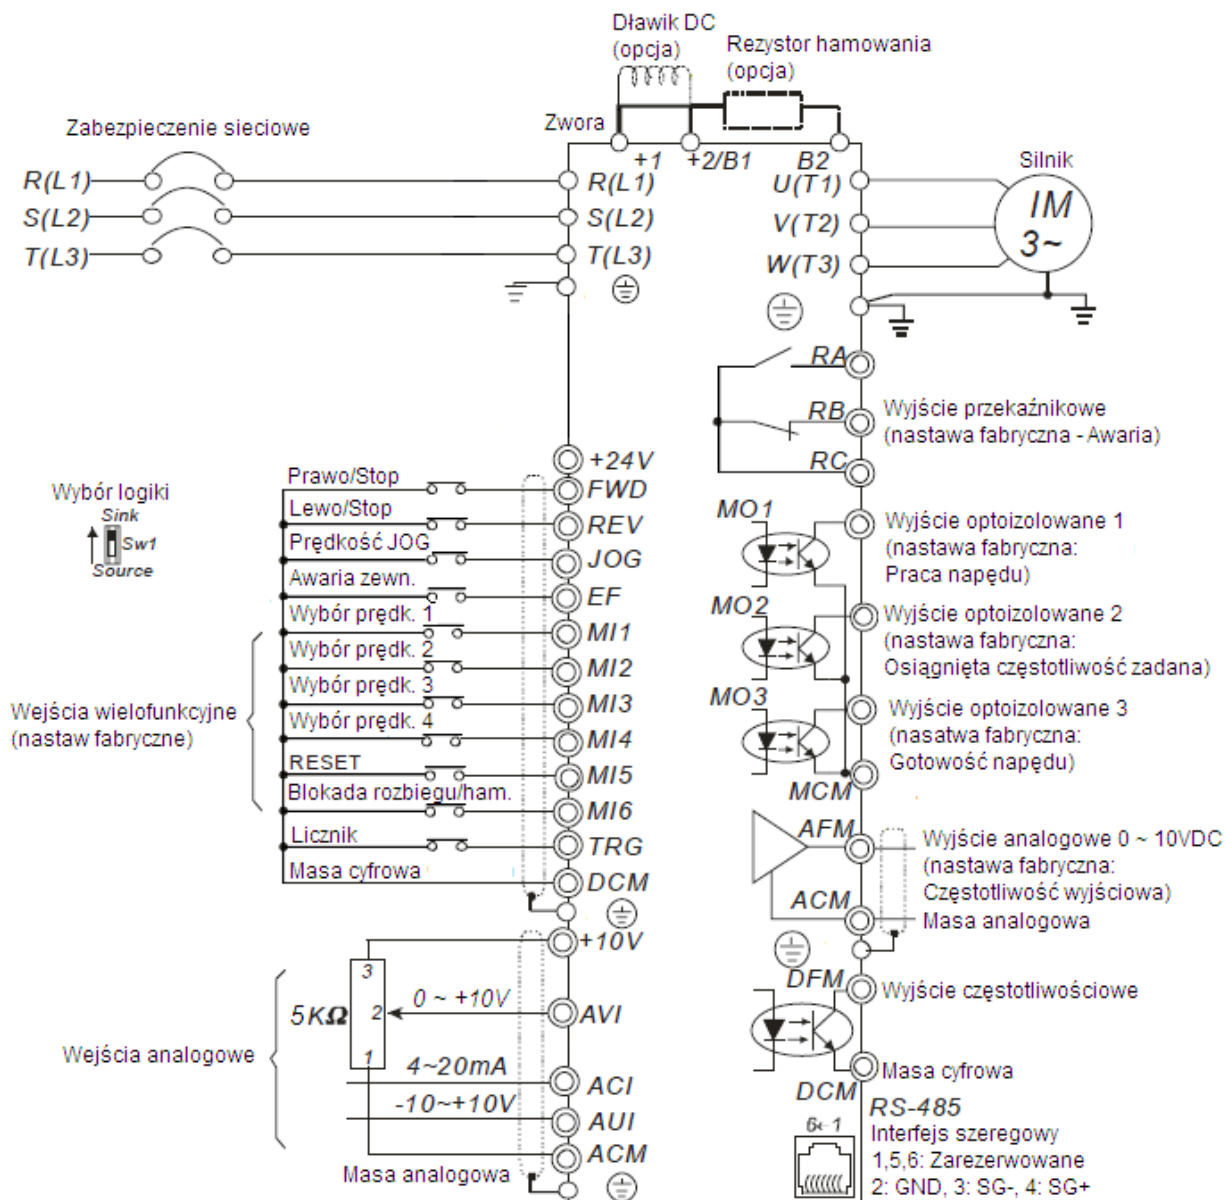 Dławik DC
(opcja)
Rezystor hamowania
(opcja)
Zabezpieczenie sieciowe
Zwora
+1
+2/B1
B2
R(L1)
R(L1)
U(T1)
Silnik
S(L2)
S(L2)
V(T2)
IM
3~
T(L3)
T(L3)
W(T3)
RA
RB
Wyjście przekaźnikowe
(nastawa fabryczna - Awaria)
RC
+24V
Wybór logiki
Sink
Sw1
Source
Prawo/Stop
FWD
Lewo/Stop
REV
Prędkość JOG
JOG
Awaria zewn.
EF
Wybór prędk. 1
MI1
Wybór prędk. 2
MI2
Wybór prędk. 3
MI3
Wybór prędk. 4
MI4
RESET
MI5
Blokada rozbiegu/ham.
MI6
Licznik
TRG
Masa cyfrowa
DCM
Wejścia wielofunkcyjne
(nastaw fabryczne)
MO1
Wyjście optoizolowane 1
(nastawa fabryczna:
Praca napędu)
MO2
Wyjście optoizolowane 2
(nastawa fabryczna:
Osiągnięta częstotliwość zadana)
MO3
Wyjście optoizolowane 3
(nasatwa fabryczna:
Gotowość napędu)
MCM
AFM
Wyjście analogowe 0 ~ 10VDC
(nastawa fabryczna:
Częstotliwość wyjściowa)
ACM
Masa analogowa
+10V
3
5KΩ
2
0 ~ +10V
AVI
1
Wejścia analogowe
4~20mA
ACI
-10~+10V
AUI
ACM
Masa analogowa
DFM
Wyjście częstotliwościowe
DCM
Masa cyfrowa
RS-485
6←1
Interfejs szeregowy
1,5,6: Zarezerwowane
2: GND, 3: SG-, 4: SG+